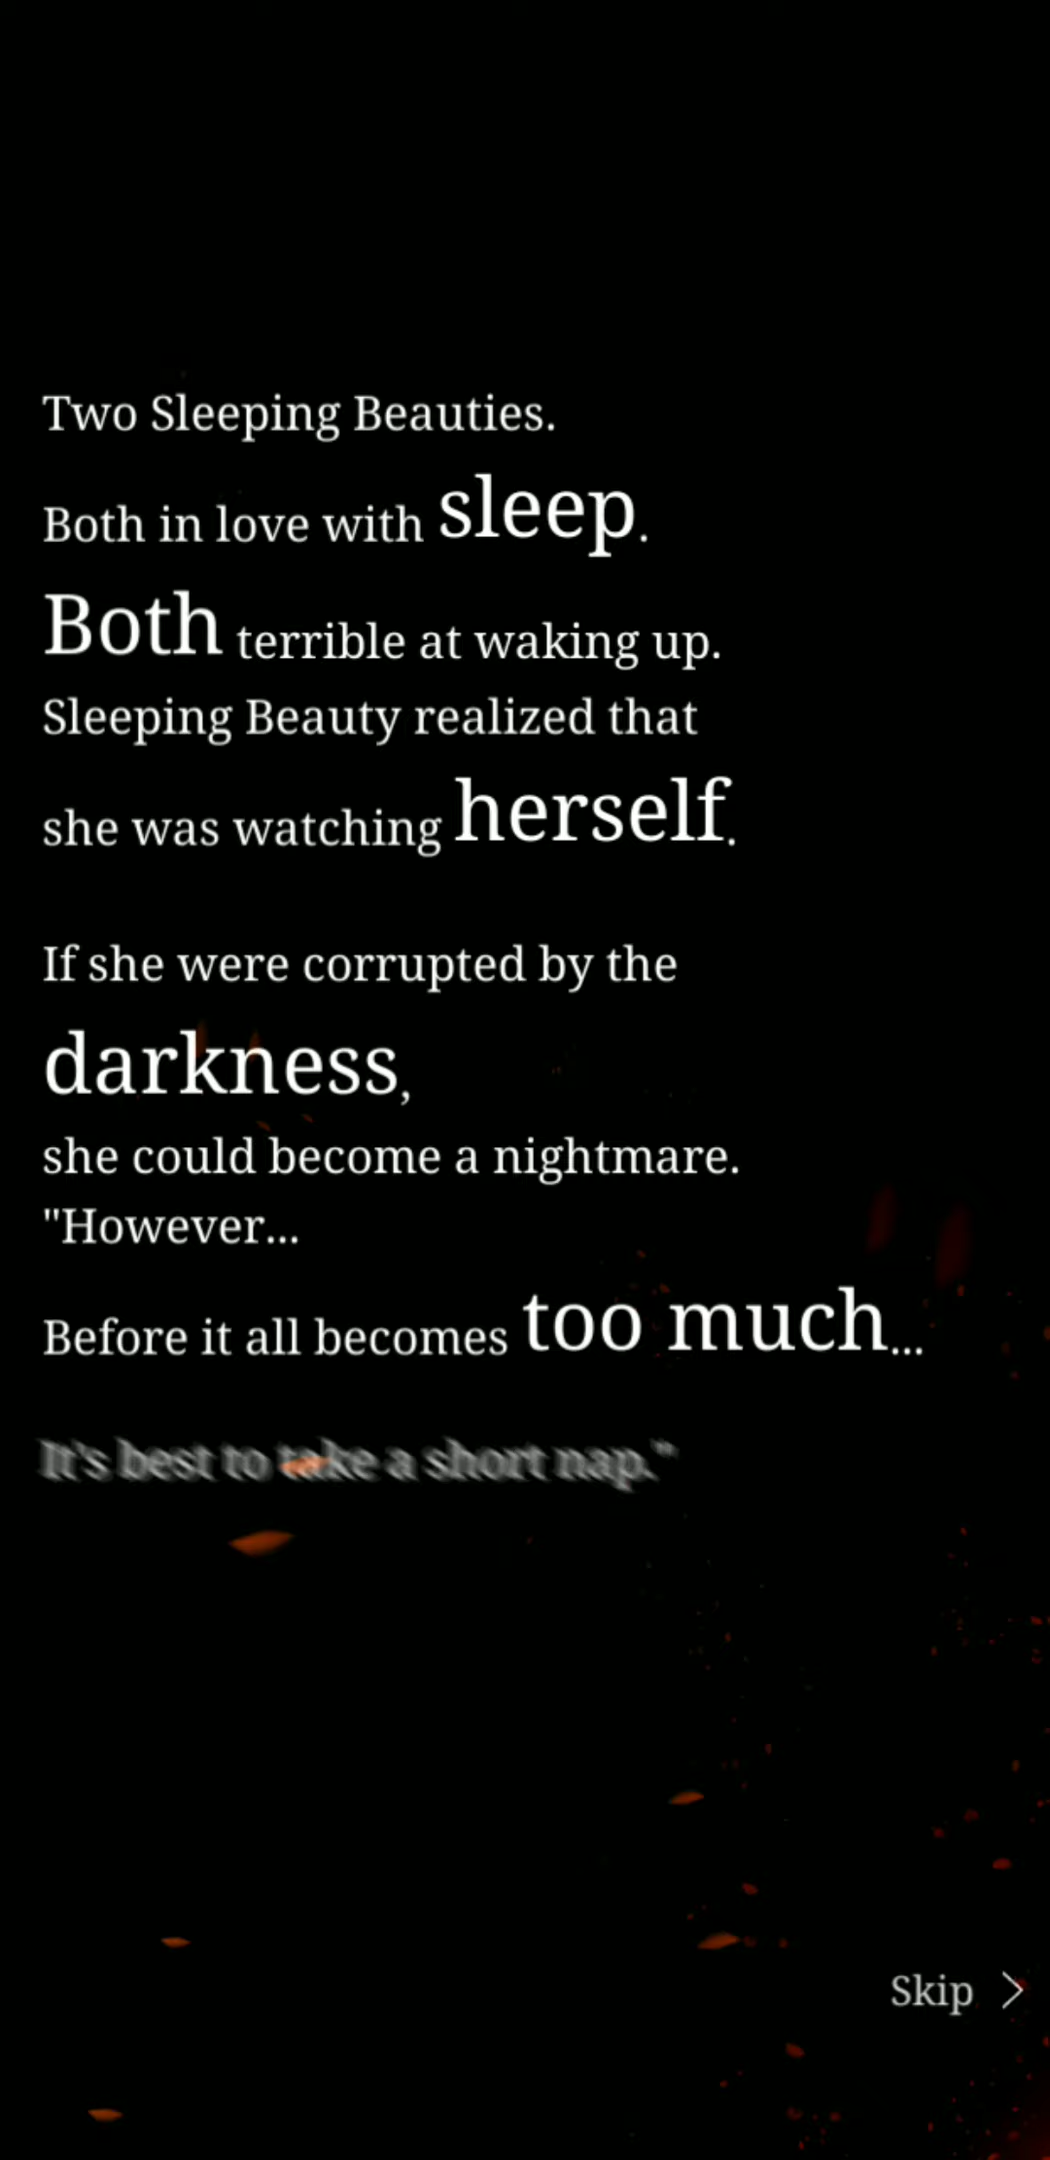 Two Sleeping Beauties.
Both in love with sleep.
Both terrible at waking up.
Sleeping Beauty realized that
she was watching herself.
If she were corrupted by the
darkness,
she could become a nightmare.
"However...
Before it all becomes too much...
It's best to take a short nap."
Skip >